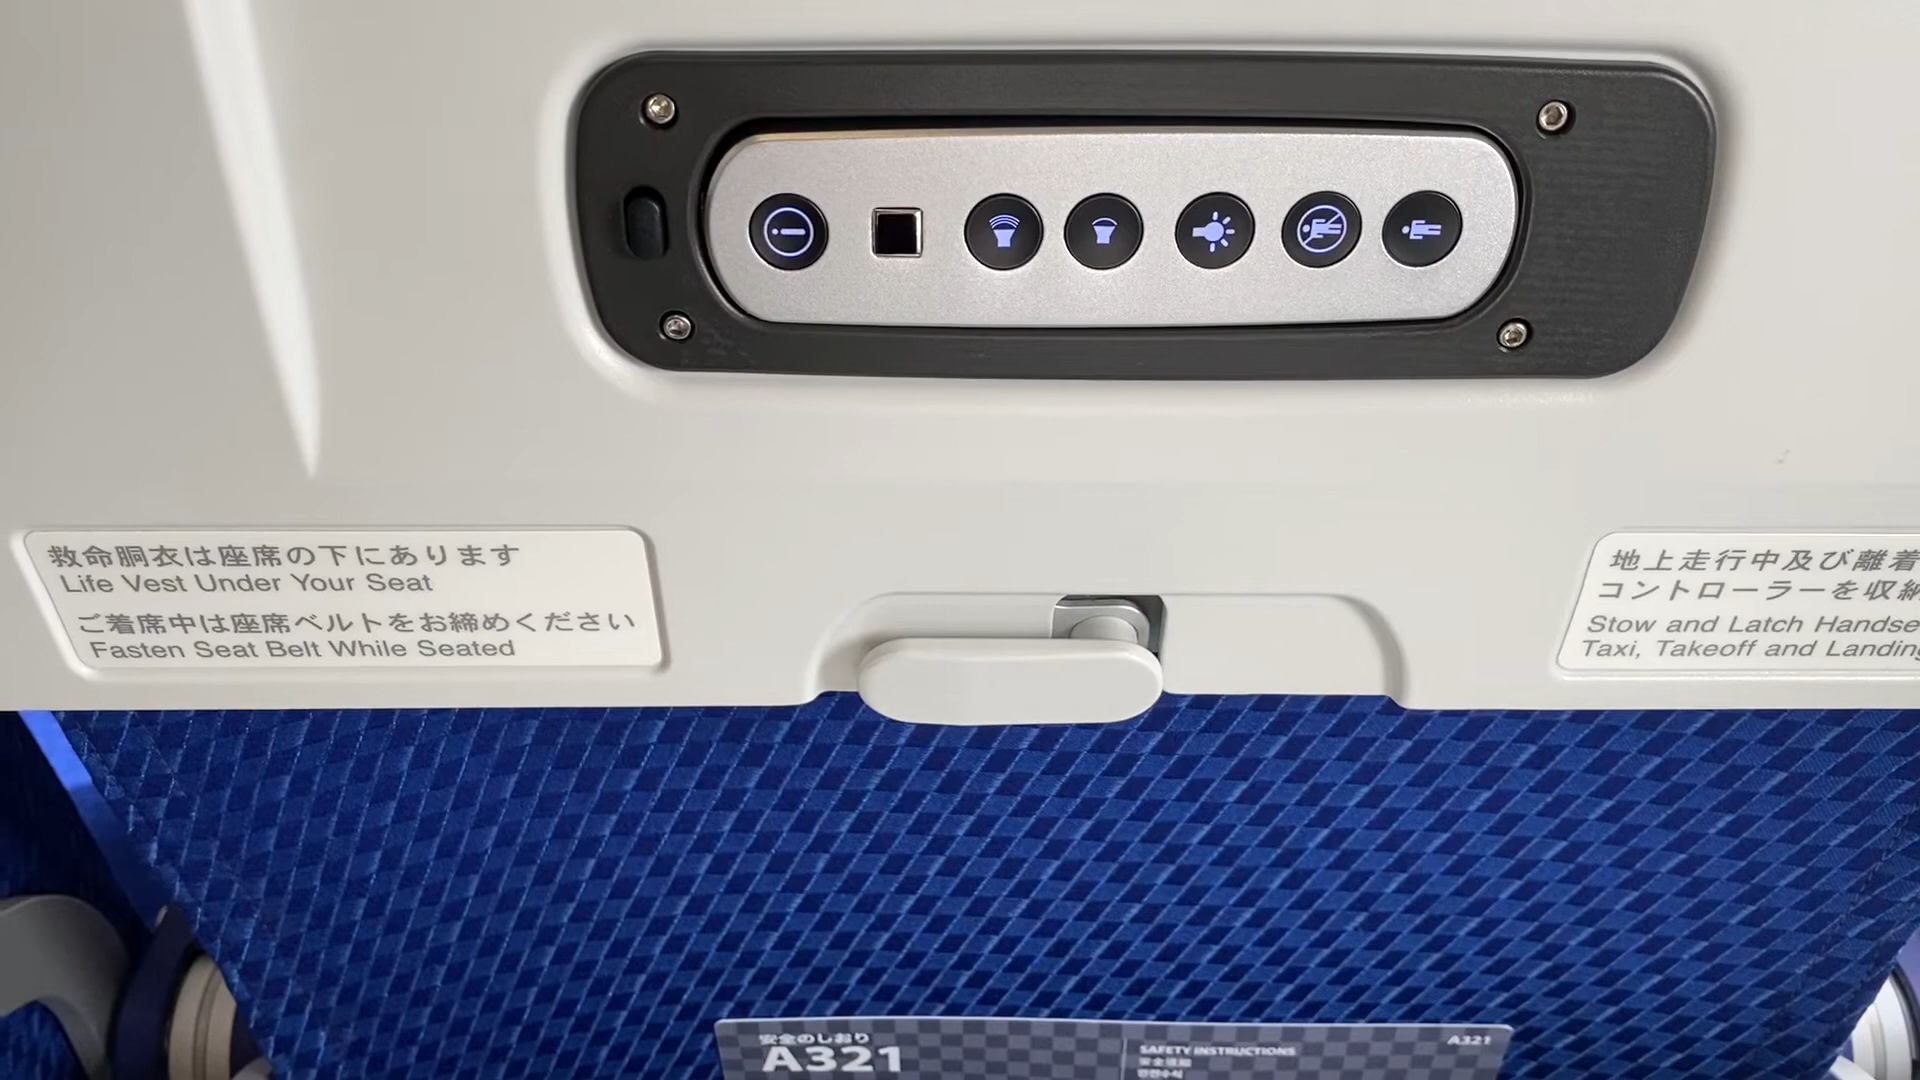 救命胴衣は座席の下にあります
Life Vest Under Your Seat
ご着席中は座席ベルトをお締めください
Fasten Seat Belt While Seated
地上走行中及び離着
コントローラーを収納
Stow and Latch Handse
Taxi, Takeoff and Landing
安全のしおり
A321
SAFETY INSTRUCTIONS
A321